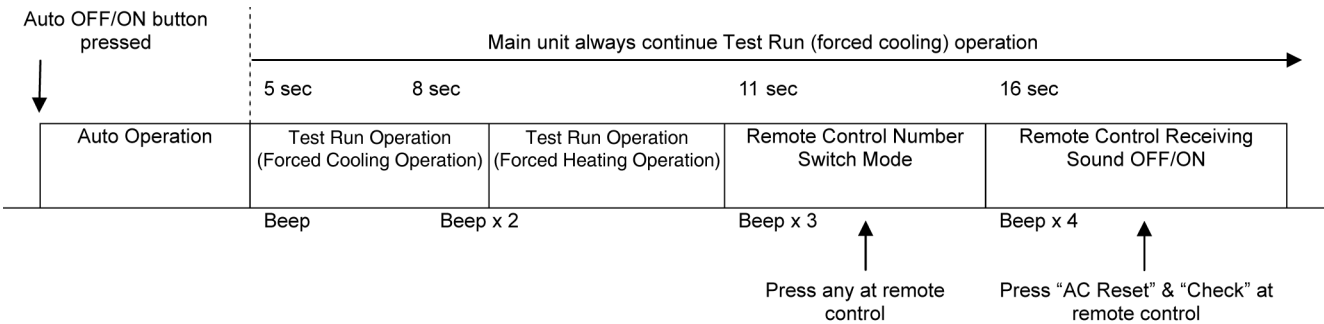 Auto OFF/ON button
pressed
Main unit always continue Test Run (forced cooling) operation
5 sec
8 sec
11 sec
16 sec
Auto Operation
Test Run Operation
(Forced Cooling Operation)
Test Run Operation
(Forced Heating Operation)
Remote Control Number
Switch Mode
Remote Control Receiving
Sound OFF/ON
Beep
Beep x 2
Beep x 3
Beep x 4
Press any at remote
control
Press “AC Reset” & “Check” at
remote control